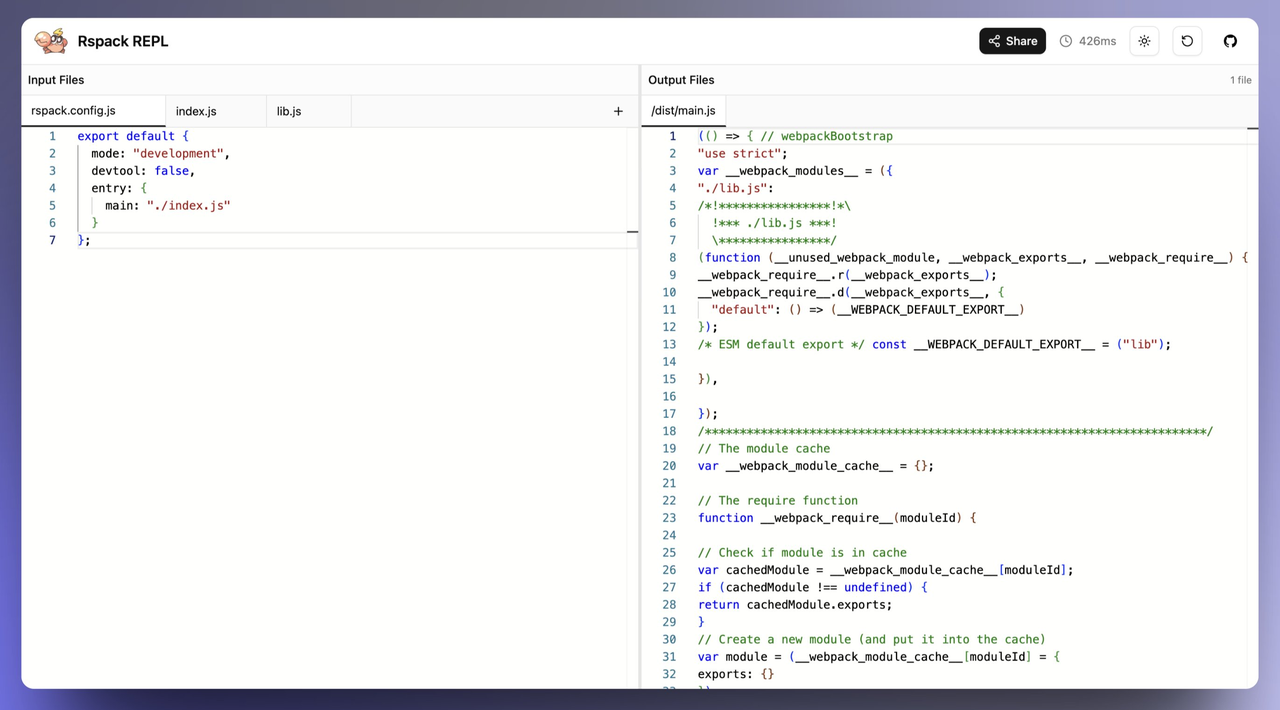 Rspack REPL
Share
426ms
Input Files
rspack.config.js
index.js
lib.js
+
1 export default {
2 mode: "development",
3 devtool: false,
4 entry: {
5 main: "./index.js"
6 }
7 };
Output Files
1 file
/dist/main.js
1 (() => { // webpackBootstrap
2 "use strict";
3 var __webpack_modules__ = ({
4 "./lib.js":
5 /*!****************!*\
6 !*** ./lib.js ***!
7 \****************/
8 (function (__unused_webpack_module, __webpack_exports__, __webpack_require__) {
9 __webpack_require__.r(__webpack_exports__);
10 __webpack_require__.d(__webpack_exports__, {
11 "default": () => (__WEBPACK_DEFAULT_EXPORT__)
12 });
13 /* ESM default export */ const __WEBPACK_DEFAULT_EXPORT__ = ("lib");
14
15 }),
16
17 });
18 /************************************************************************/
19 // The module cache
20 var __webpack_module_cache__ = {};
21
22 // The require function
23 function __webpack_require__(moduleId) {
24
25 // Check if module is in cache
26 var cachedModule = __webpack_module_cache__[moduleId];
27 if (cachedModule !== undefined) {
28 return cachedModule.exports;
29 }
30 // Create a new module (and put it into the cache)
31 var module = (__webpack_module_cache__[moduleId] = {
32 exports: {}